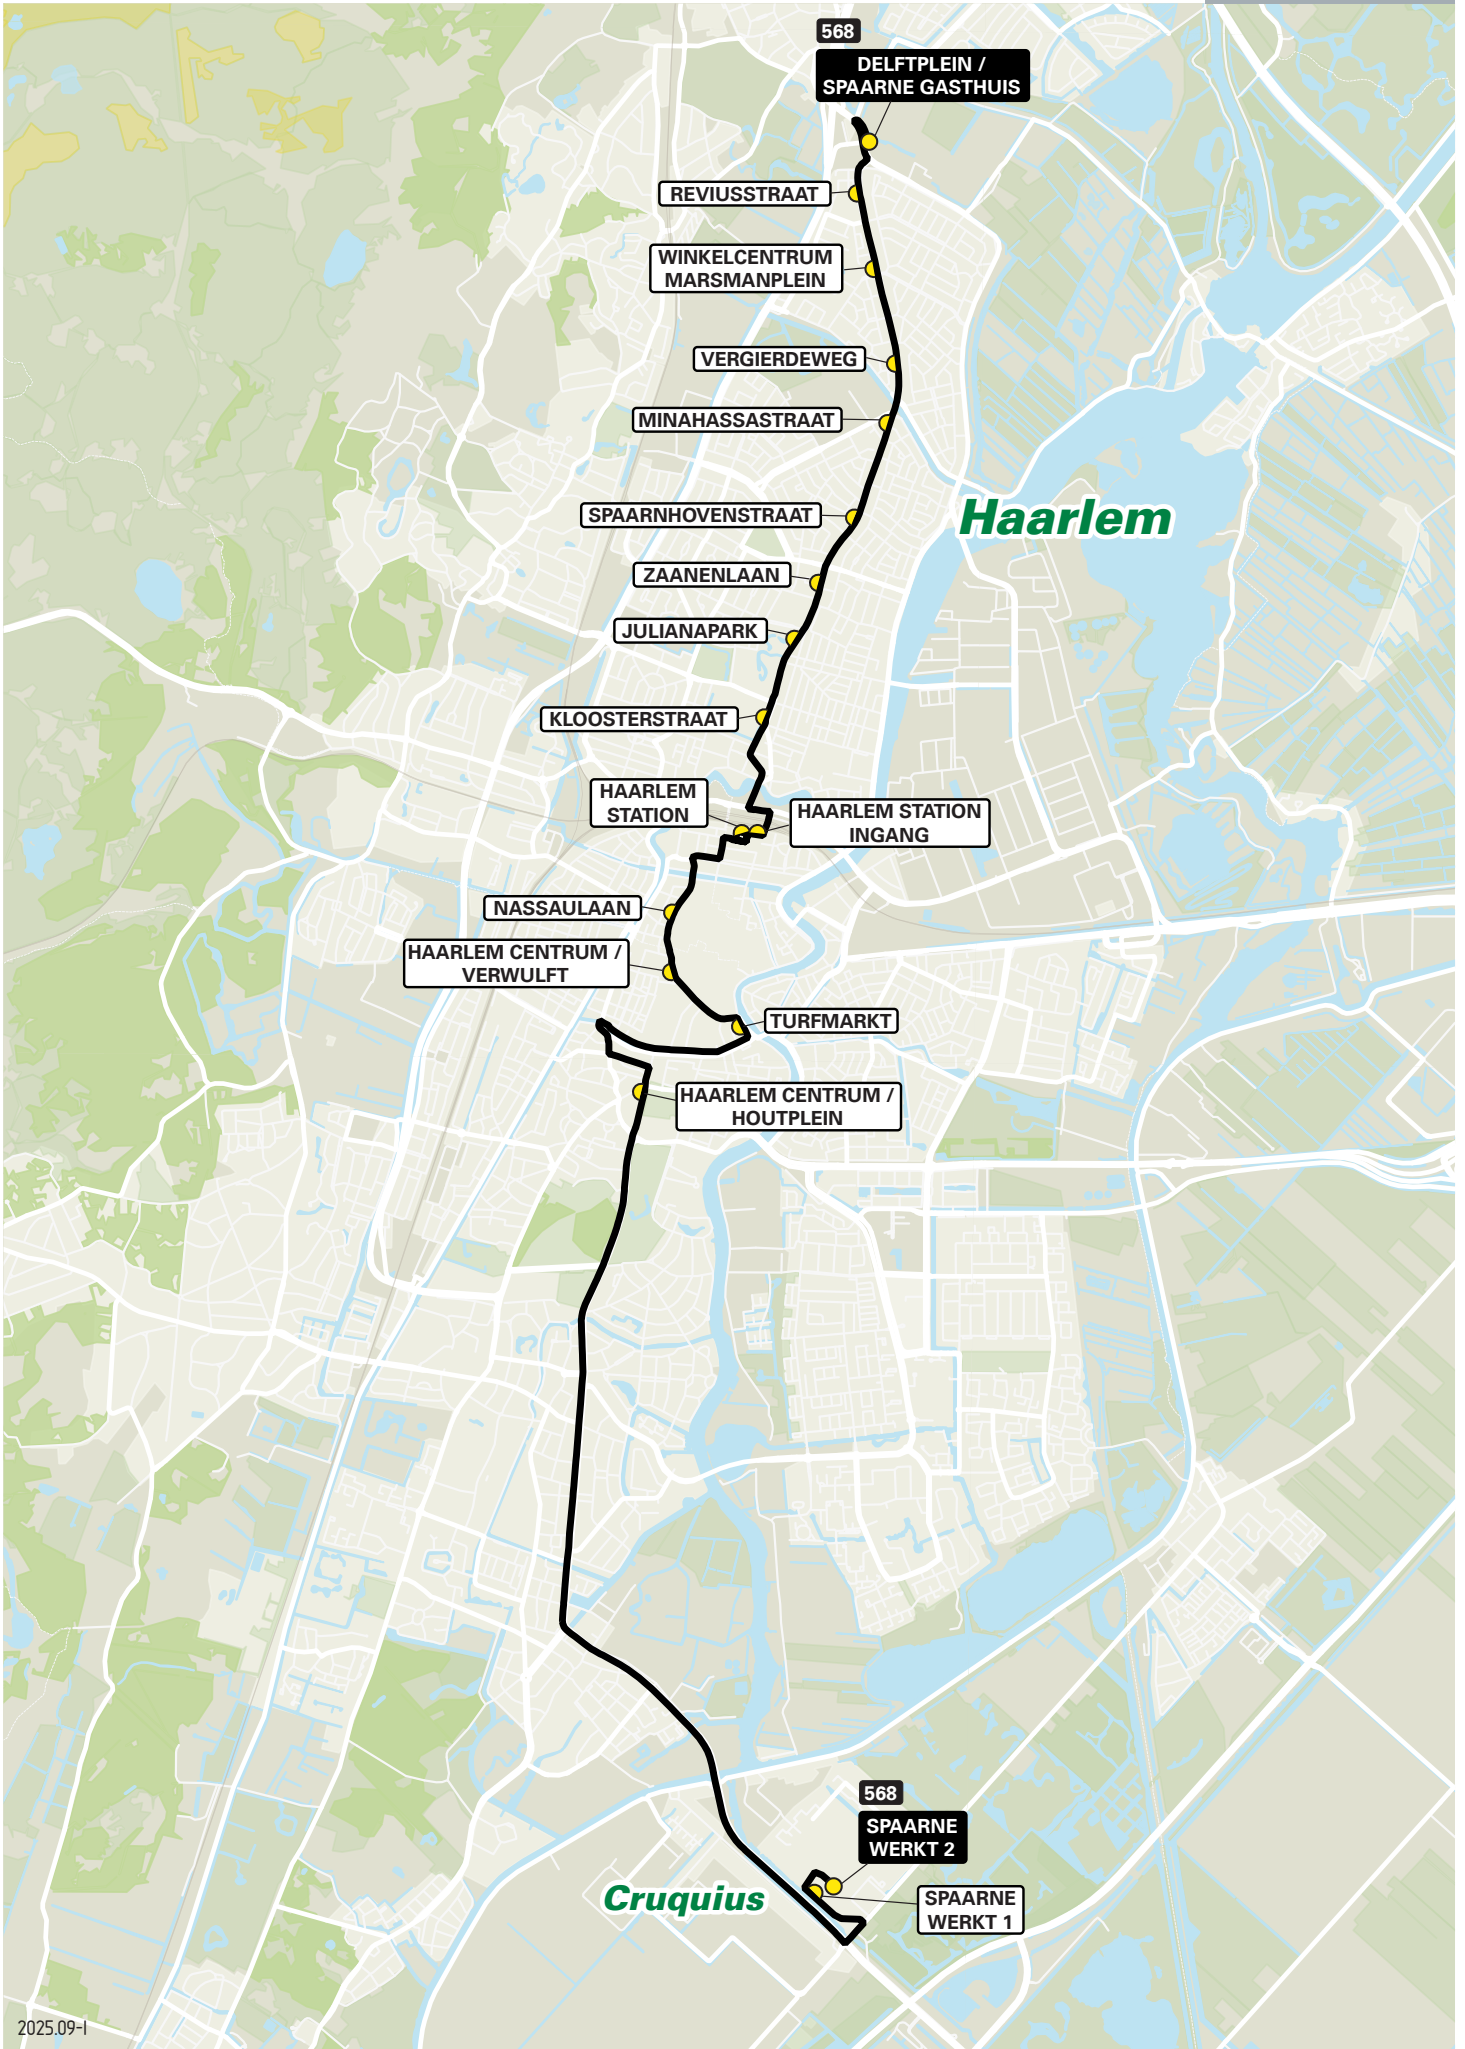 568
DELFTPLEIN /
SPAARNE GASTHUIS
REVIUSSTRAAT
WINKELCENTRUM
MARSMANPLEIN
VERGIERDEWEG
MINAHASSASTRAAT
SPAARNHOVENSTRAAT
Haarlem
ZAANENLAAN
JULIANAPARK
KLOOSTERSTRAAT
HAARLEM
STATION
HAARLEM STATION
INGANG
NASSAULAAN
HAARLEM CENTRUM /
VERWULFT
TURFMARKT
HAARLEM CENTRUM /
HOUTPLEIN
568
SPAARNE
WERKT 2
Cruquius
SPAARNE
WERKT 1
2025.09-I